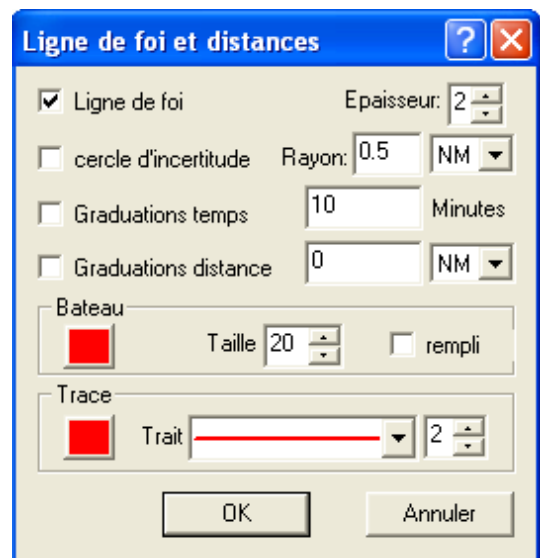 Ligne de foi et distances
Ligne de foi Epaisseur: 2
cercle d'incertitude Rayon: 0.5 NM
Graduations temps 10 Minutes
Graduations distance 0 NM
Bateau
Taille 20 rempli
Trace
Trait 2
OK Annuler